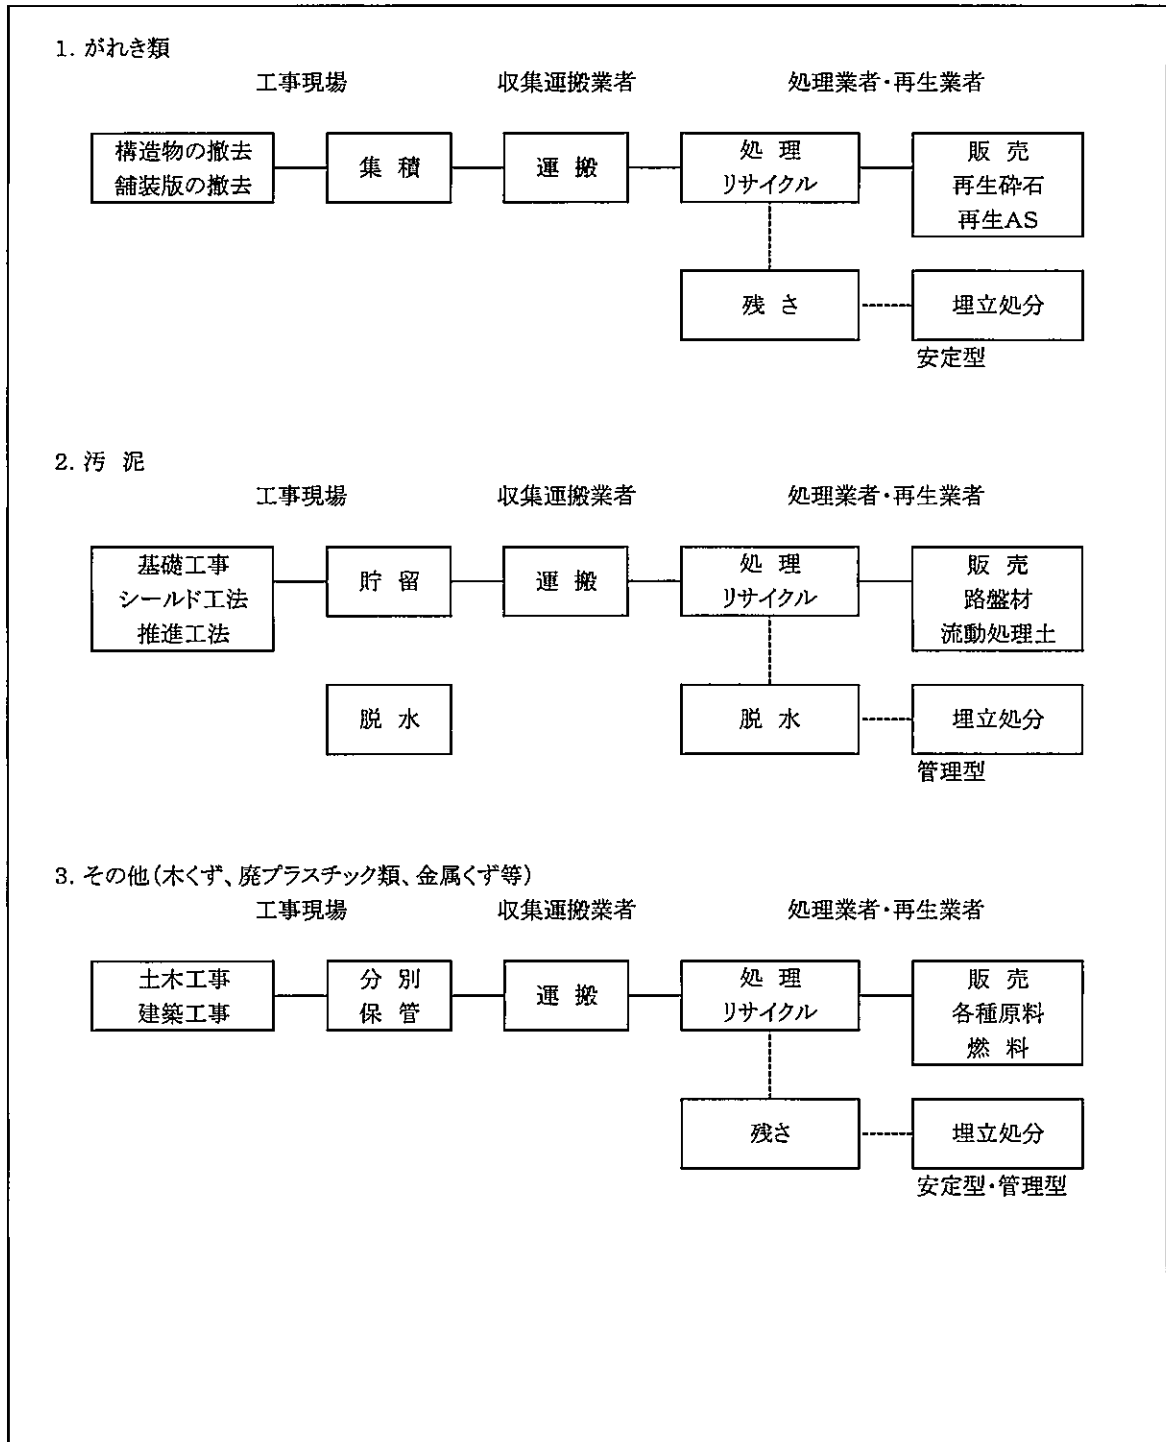 1. がれき類
工事現場 収集運搬業者 処理業者・再生業者
構造物の撤去
舗装版の撤去
集 積
運 搬
処 理
リサイクル
販 売
再生砕石
再生AS
残 さ
埋立処分
安定型
2. 汚 泥
工事現場 収集運搬業者 処理業者・再生業者
基礎工事
シールド工法
推進工法
貯 留
運 搬
処 理
リサイクル
販 売
路盤材
流動処理土
脱 水
脱 水
埋立処分
管理型
3. その他(木くず、廃プラスチック類、金属くず等)
工事現場 収集運搬業者 処理業者・再生業者
土木工事
建築工事
分 別
保 管
運 搬
処 理
リサイクル
販 売
各種原料
燃 料
残さ
埋立処分
安定型・管理型